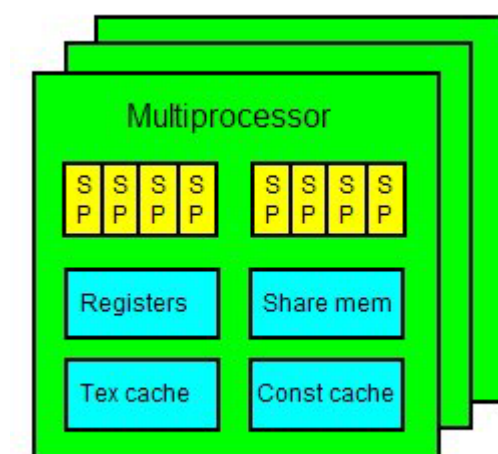 Multiprocessor
S S S S S S S S
P P P P P P P P
Registers Share mem
Tex cache Const cache